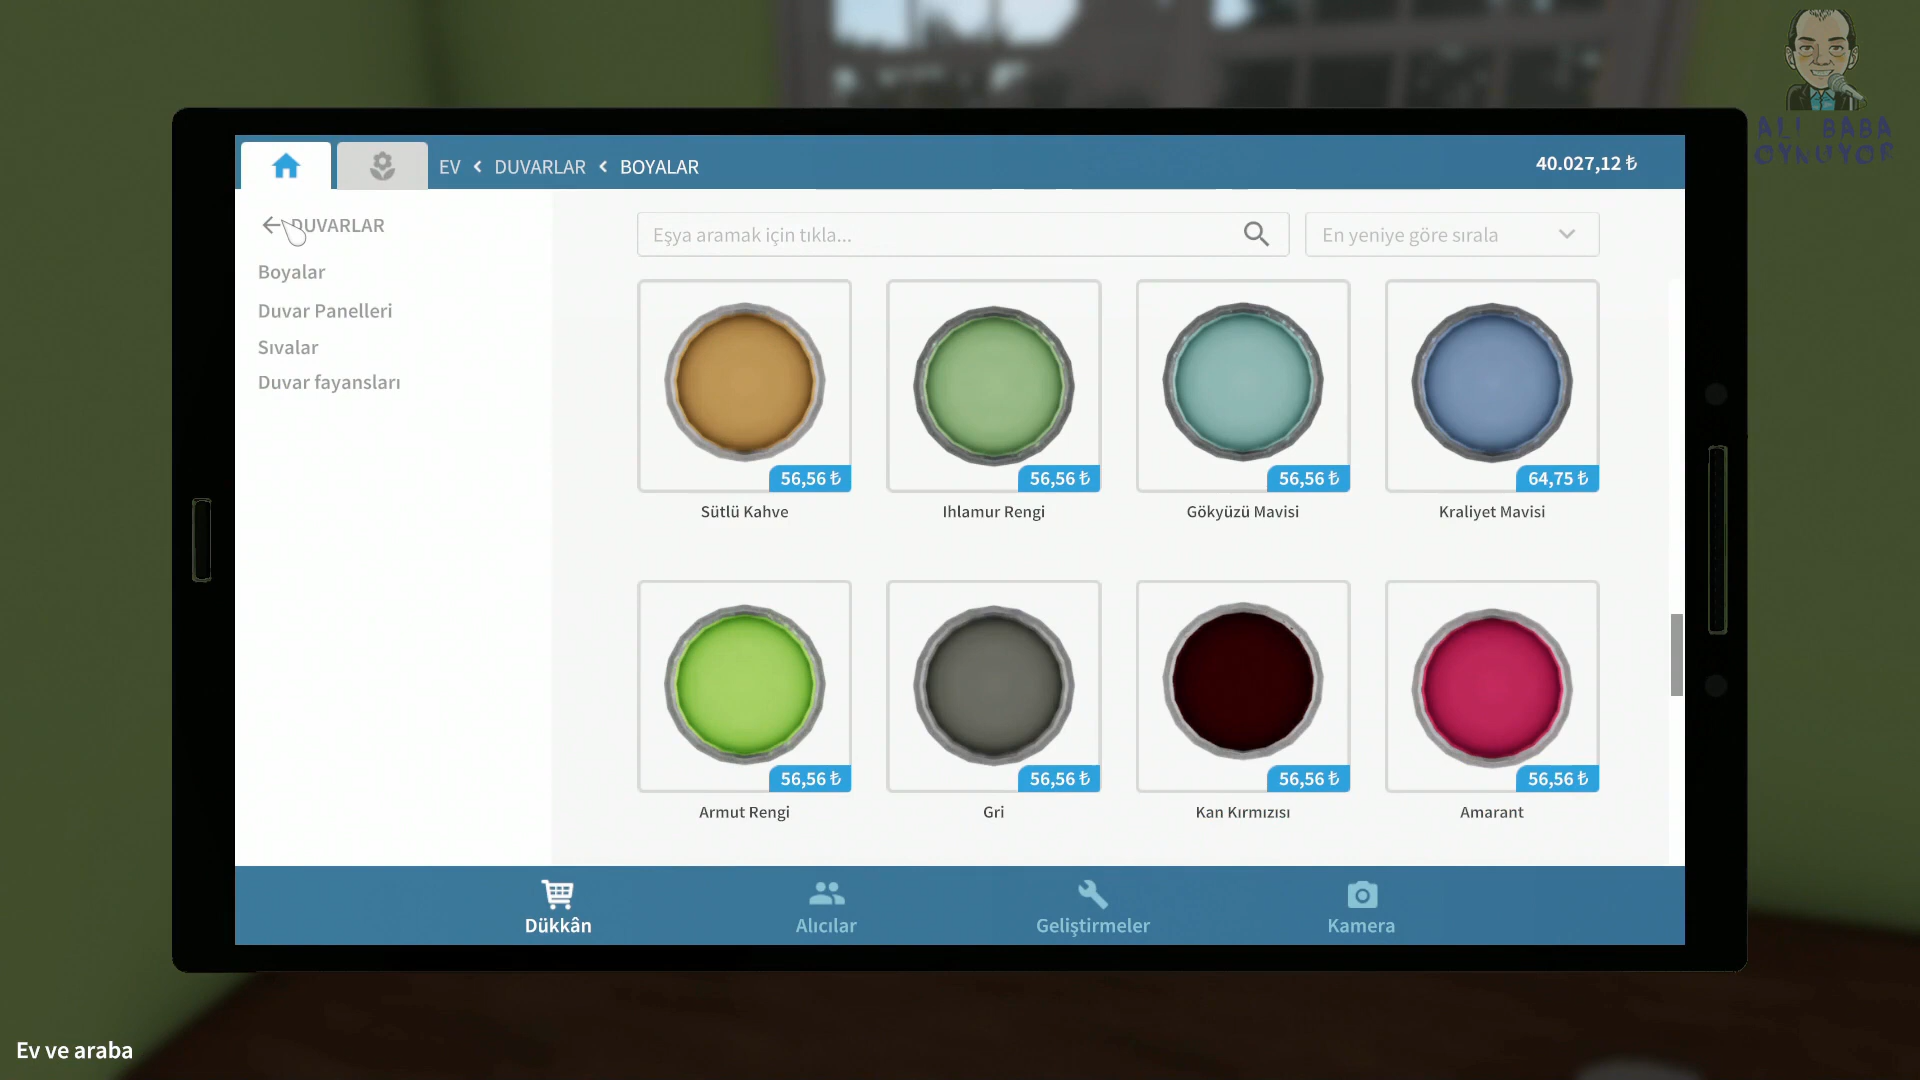 ALI BABA
OYNUYOR
EV < DUVARLAR < BOYALAR
40.027,12 ₺
DUVARLAR
Boyalar
Duvar Panelleri
Sıvalar
Duvar fayansları
Eşya aramak için tıkla...
En yeniye göre sırala
56,56 ₺
56,56 ₺
56,56 ₺
64,75 ₺
Sütlü Kahve
Ihlamur Rengi
Gökyüzü Mavisi
Kraliyet Mavisi
56,56 ₺
56,56 ₺
56,56 ₺
56,56 ₺
Armut Rengi
Gri
Kan Kırmızısı
Amarant
Dükkân
Alıcılar
Geliştirmeler
Kamera
Ev ve araba